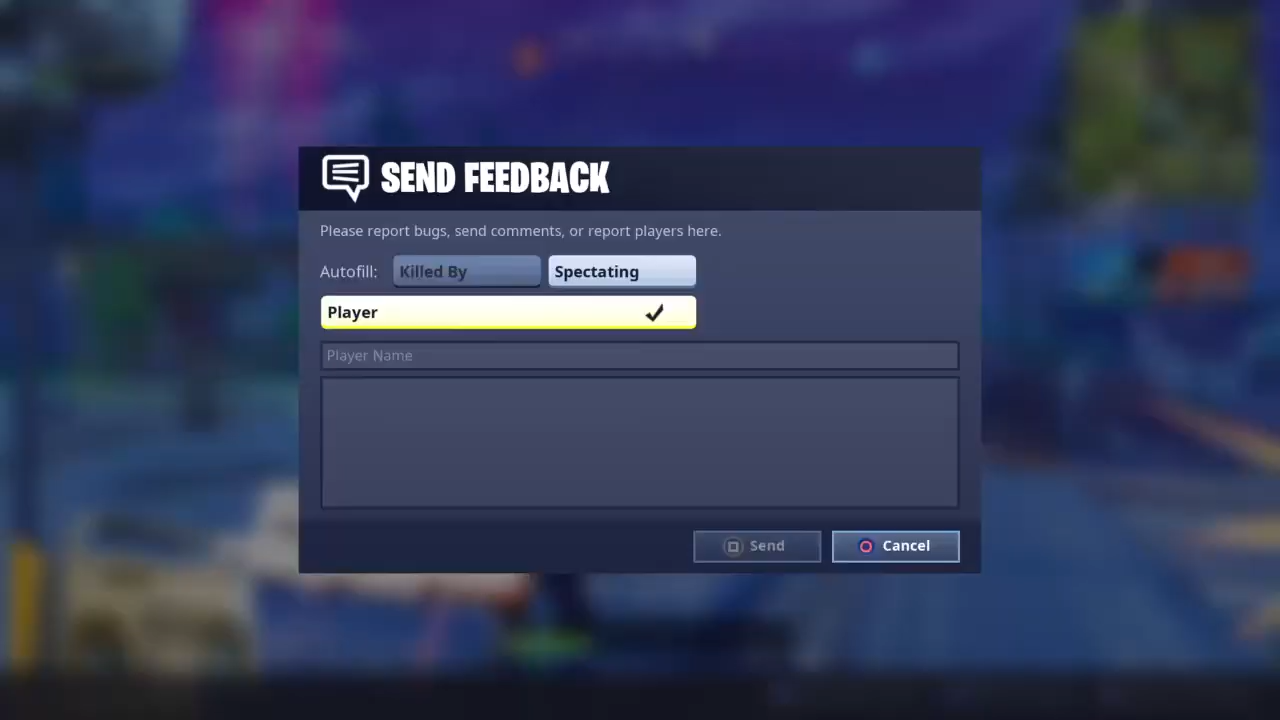 SEND FEEDBACK
Please report bugs, send comments, or report players here.
Autofill: Killed By Spectating
Player
Player Name
Send Cancel